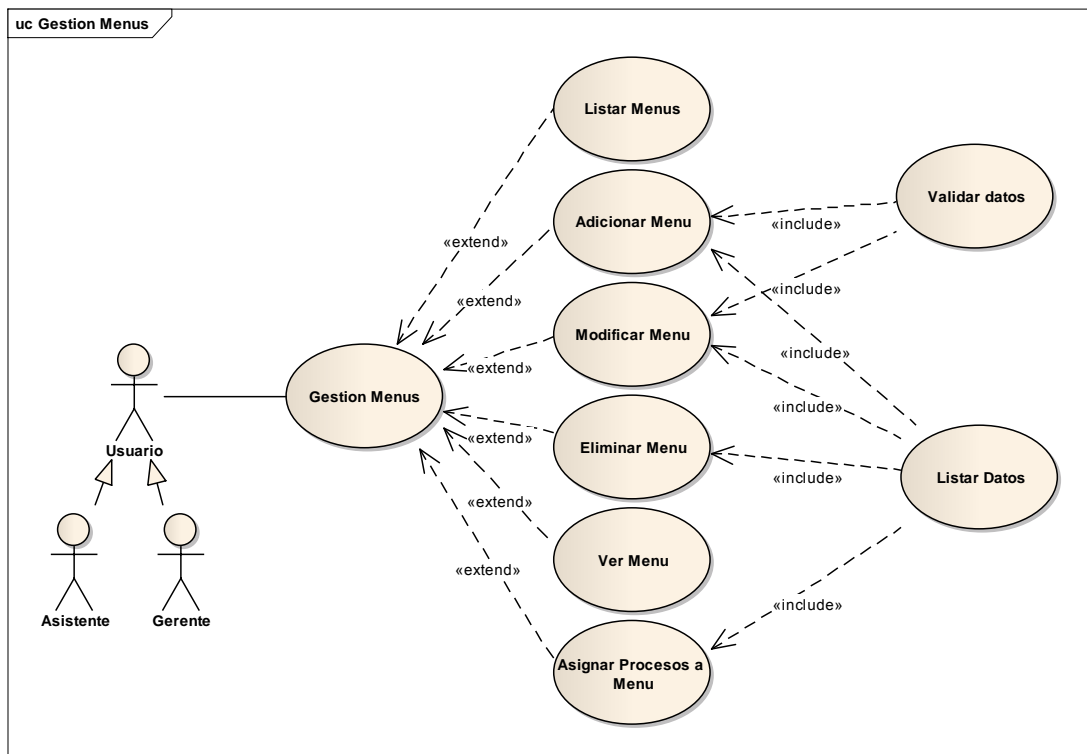 uc Gestion Menus
Listar Menus
Adicionar Menu
Validar datos
«include»
«extend»
«include»
«extend»
Modificar Menu
«include»
«extend»
Gestion Menus
«include»
Usuario
«extend»
Eliminar Menu
«include»
Listar Datos
«extend»
Ver Menu
«extend»
«include»
Asistente
Gerente
Asignar Procesos a
Menu